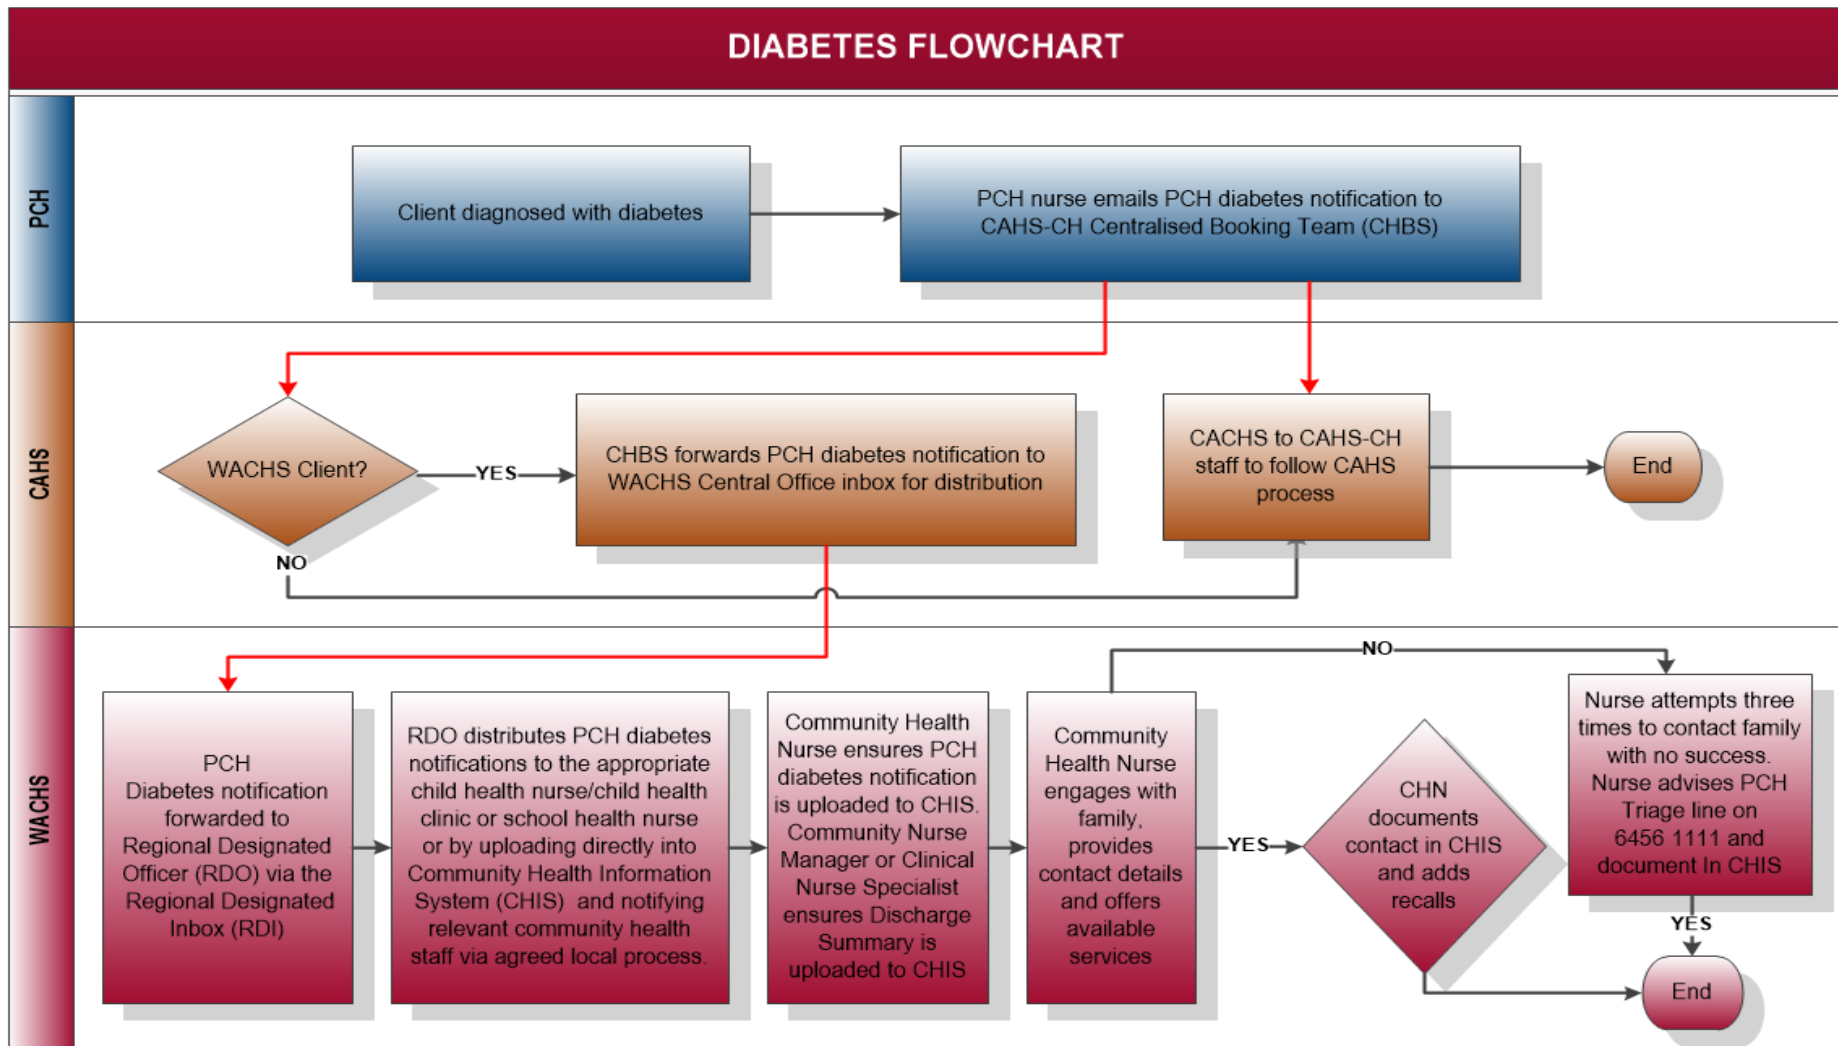 DIABETES FLOWCHART
PCH
Client diagnosed with diabetes
PCH nurse emails PCH diabetes notification to
CAHS-CH Centralised Booking Team (CHBS)
CAHS
WACHS Client?
YES
NO
CHBS forwards PCH diabetes notification to
WACHS Central Office inbox for distribution
CACHS to CAHS-CH
staff to follow CAHS
process
End
WACHS
PCH
Diabetes notification
forwarded to
Regional Designated
Officer (RDO) via the
Regional Designated
Inbox (RDI)
RDO distributes PCH diabetes
notifications to the appropriate
child health nurse/child health
clinic or school health nurse
or by uploading directly into
Community Health Information
System (CHIS)  and notifying
relevant community health
staff via agreed local process.
Community Health
Nurse ensures PCH
diabetes notification
is uploaded to CHIS.
Community Nurse
Manager or Clinical
Nurse Specialist
ensures Discharge
Summary is
uploaded to CHIS
Community
Health Nurse
engages with
family,
provides
contact details
and offers
available
services
NO
YES
CHN
documents
contact in CHIS
and adds
recalls
Nurse attempts three
times to contact family
with no success.
Nurse advises PCH
Triage line on
6456 1111 and
document In CHIS
YES
End